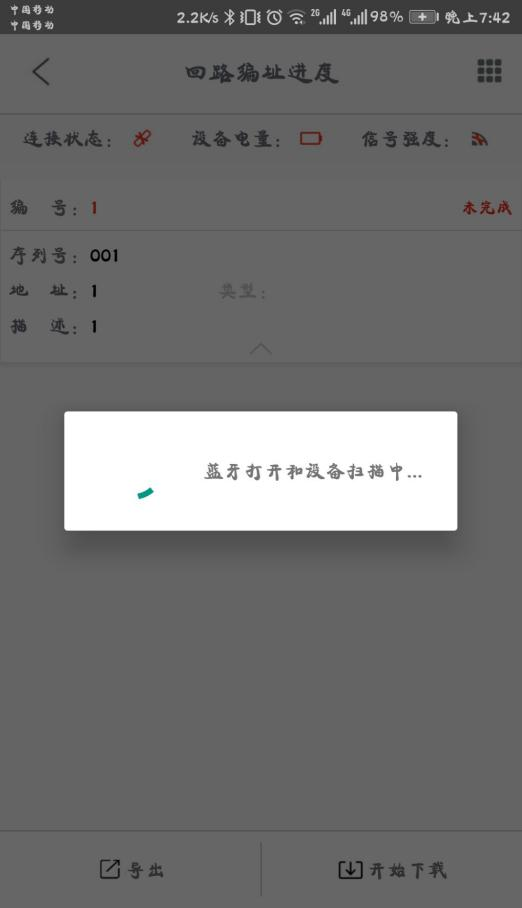 中国移动
中国移动
2.2K/s 2G 4G 98% 晚上7:42
回路编址进度
连接状态： 设备电量： 信号强度：
编 号：1 未完成
序列号：001
地 址：1 类型：
描 述：1
蓝牙打开和设备扫描中...
导出 开始下载